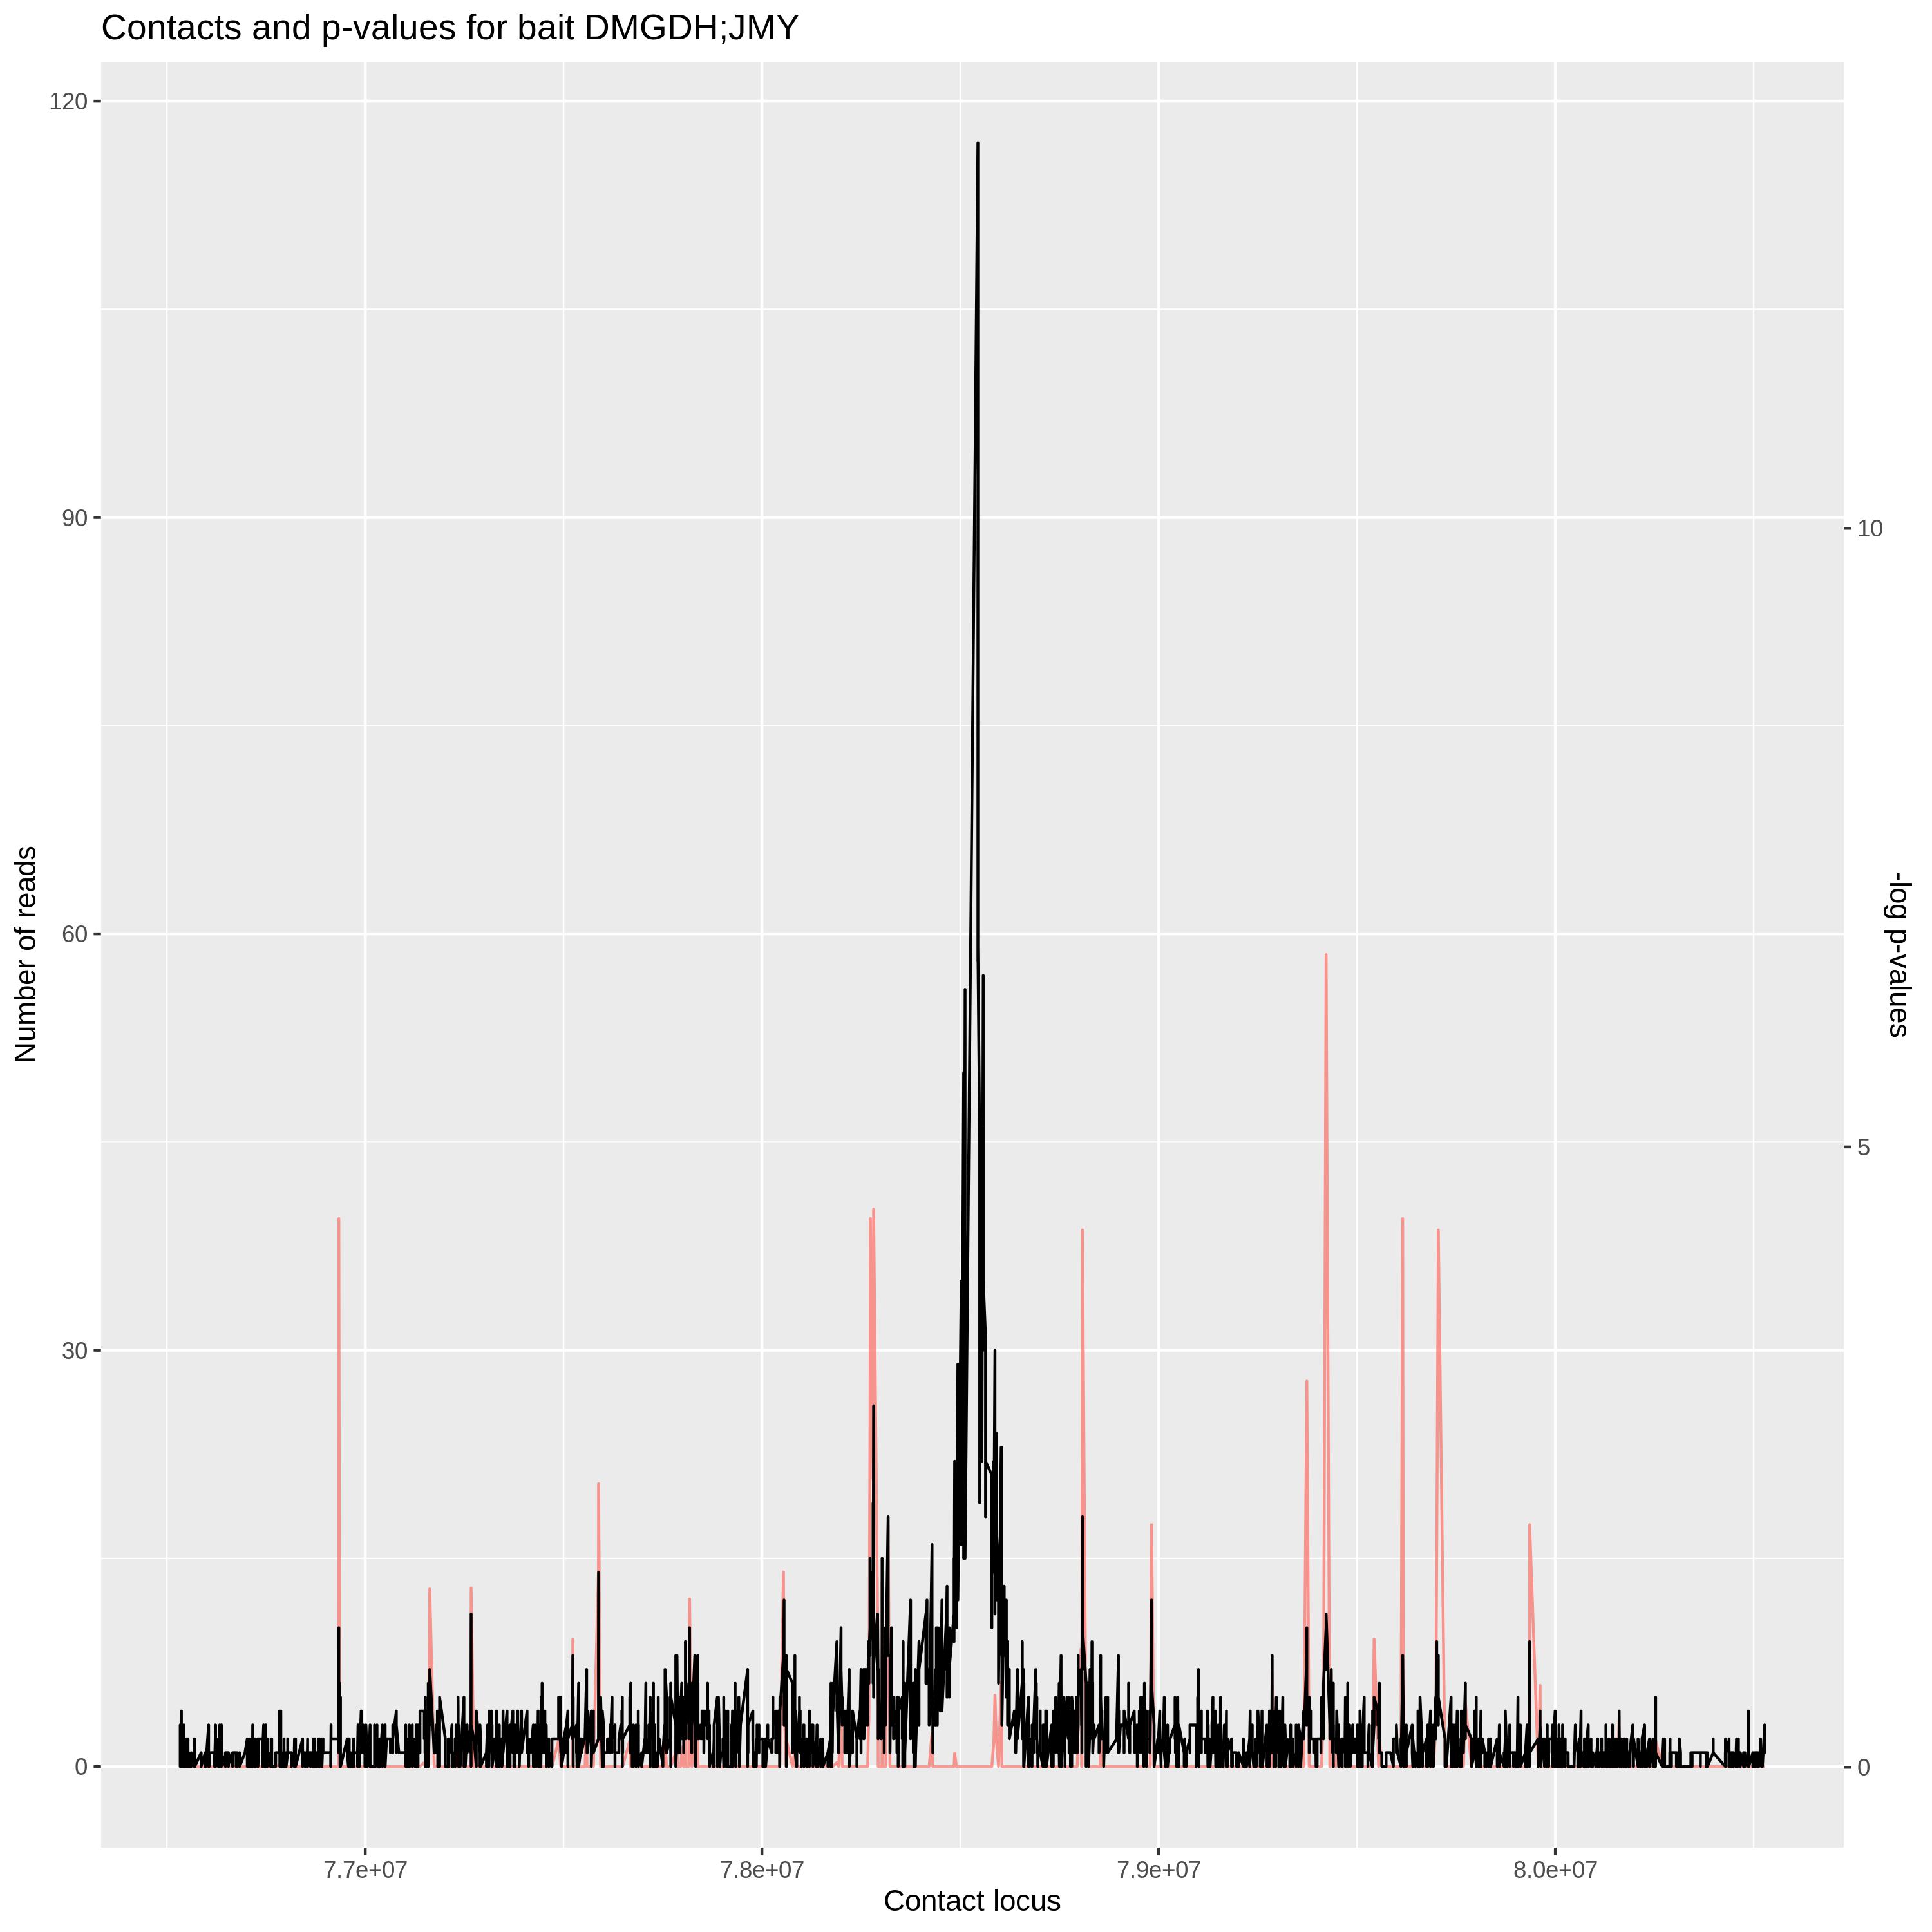 Contacts and p-values for bait DMGDH;JMY
120
90
60
30
0
Number of reads
10
5
0
-log p-values
7.7e+07
7.8e+07
7.9e+07
8.0e+07
Contact locus